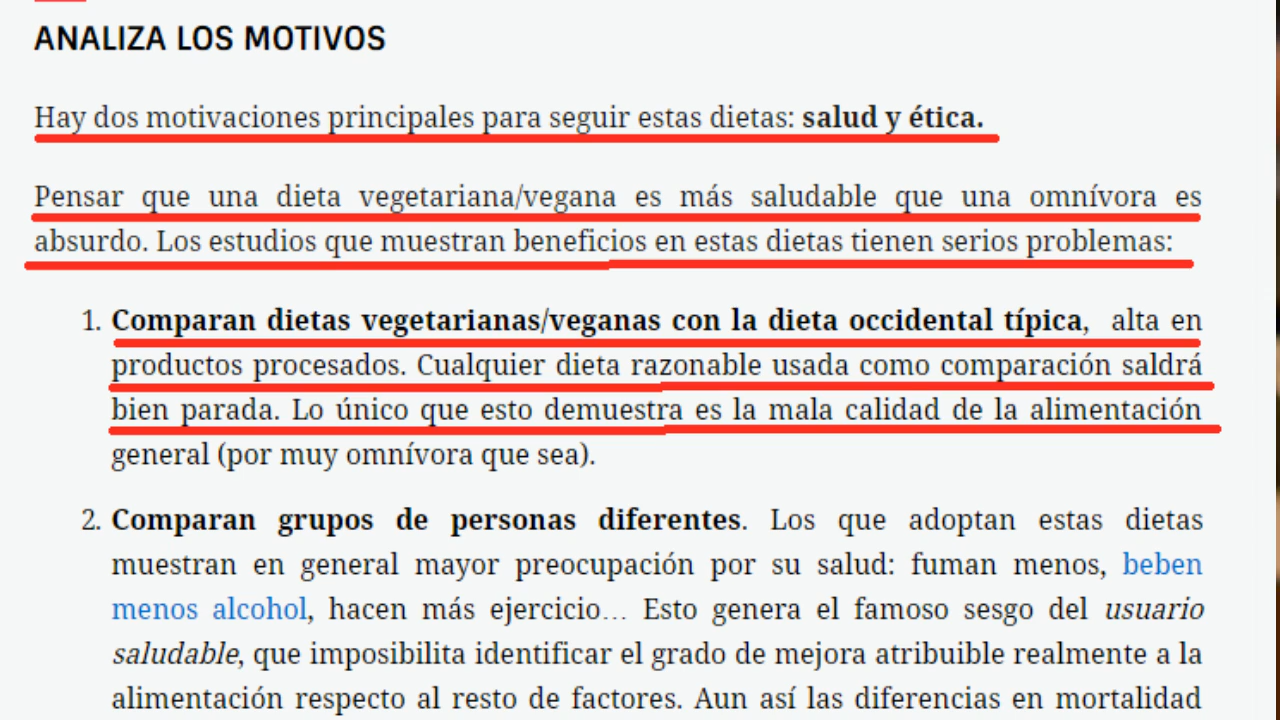 ANALIZA LOS MOTIVOS
Hay dos motivaciones principales para seguir estas dietas: salud y ética.
Pensar que una dieta vegetariana/vegana es más saludable que una omnívora es
absurdo. Los estudios que muestran beneficios en estas dietas tienen serios problemas:
1. Comparan dietas vegetarianas/veganas con la dieta occidental típica, alta en
productos procesados. Cualquier dieta razonable usada como comparación saldrá
bien parada. Lo único que esto demuestra es la mala calidad de la alimentación
general (por muy omnívora que sea).
2. Comparan grupos de personas diferentes. Los que adoptan estas dietas
muestran en general mayor preocupación por su salud: fuman menos, beben
menos alcohol, hacen más ejercicio… Esto genera el famoso sesgo del usuario
saludable, que imposibilita identificar el grado de mejora atribuible realmente a la
alimentación respecto al resto de factores. Aun así las diferencias en mortalidad